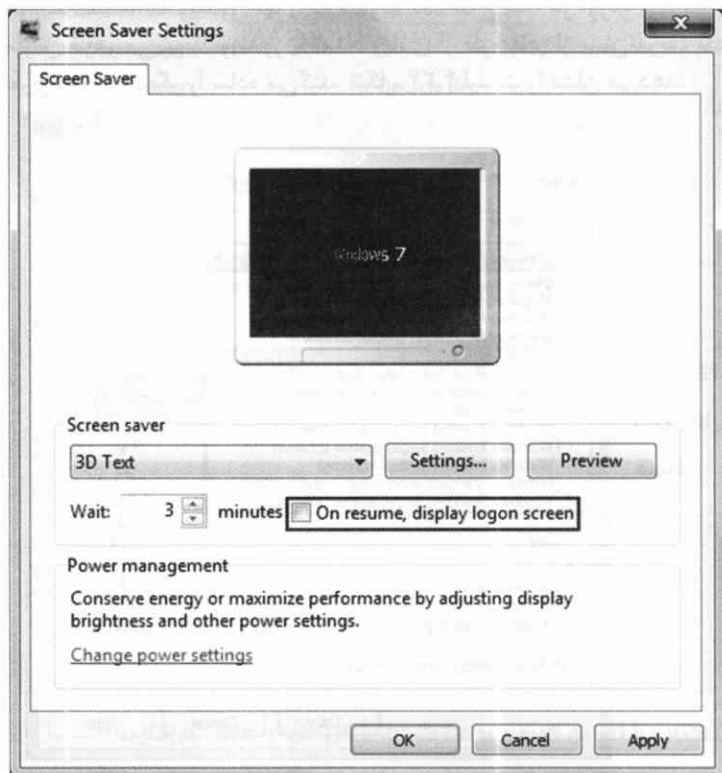 Screen Saver Settings
Screen Saver
Windows 7
Screen saver
3D Text
Settings...
Preview
Wait: 3 minutes On resume, display logon screen
Power management
Conserve energy or maximize performance by adjusting display
brightness and other power settings.
Change power settings
OK Cancel Apply